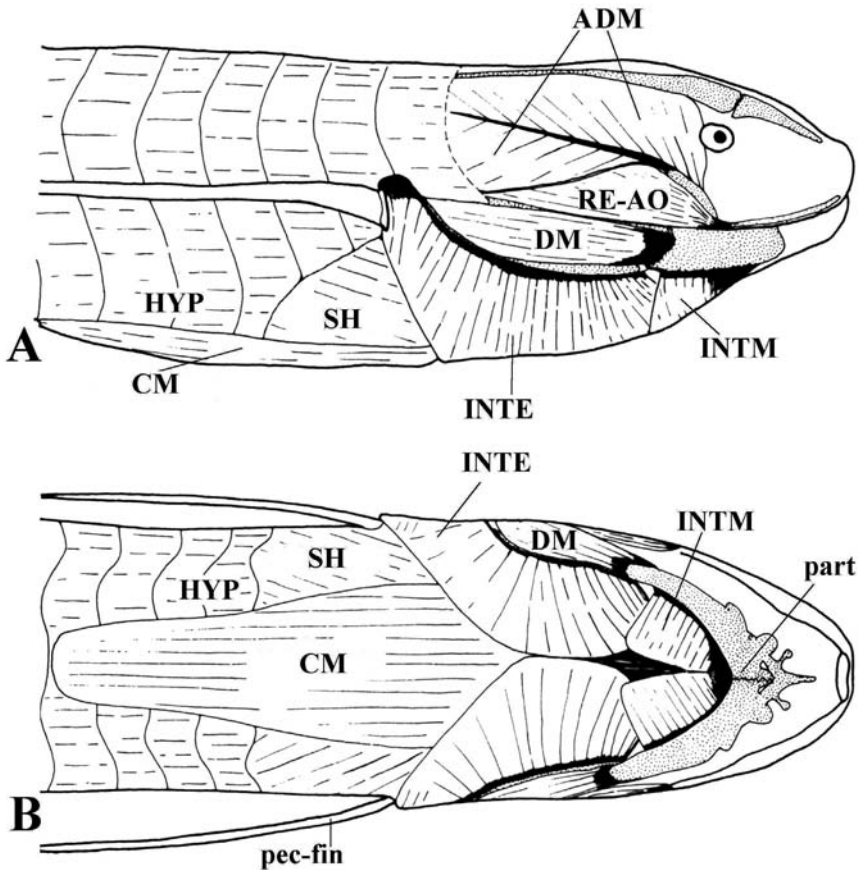 ADM
RE-AO
DM
HYP
SH
A
CM
INTM
INTE
INTE
SH
DM
INTM
part
HYP
CM
B
pec-fin